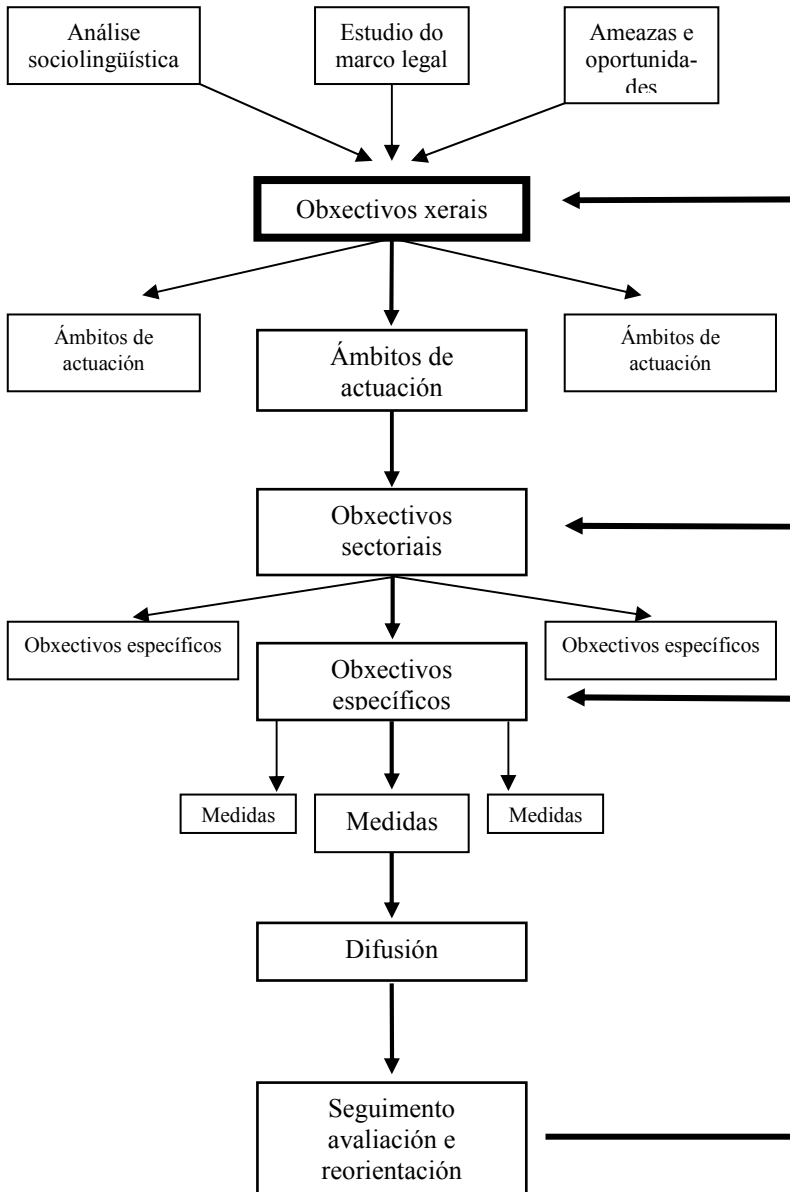 Análise
sociolingüística
Estudio do
marco legal
Ameazas e
oportunida-
des
Obxectivos xerais
Ámbitos de
actuación
Ámbitos de
actuación
Ámbitos de
actuación
Obxectivos
sectoriais
Obxectivos específicos
Obxectivos
específicos
Obxectivos específicos
Medidas
Medidas
Medidas
Difusión
Seguimento
avaliación e
reorientación